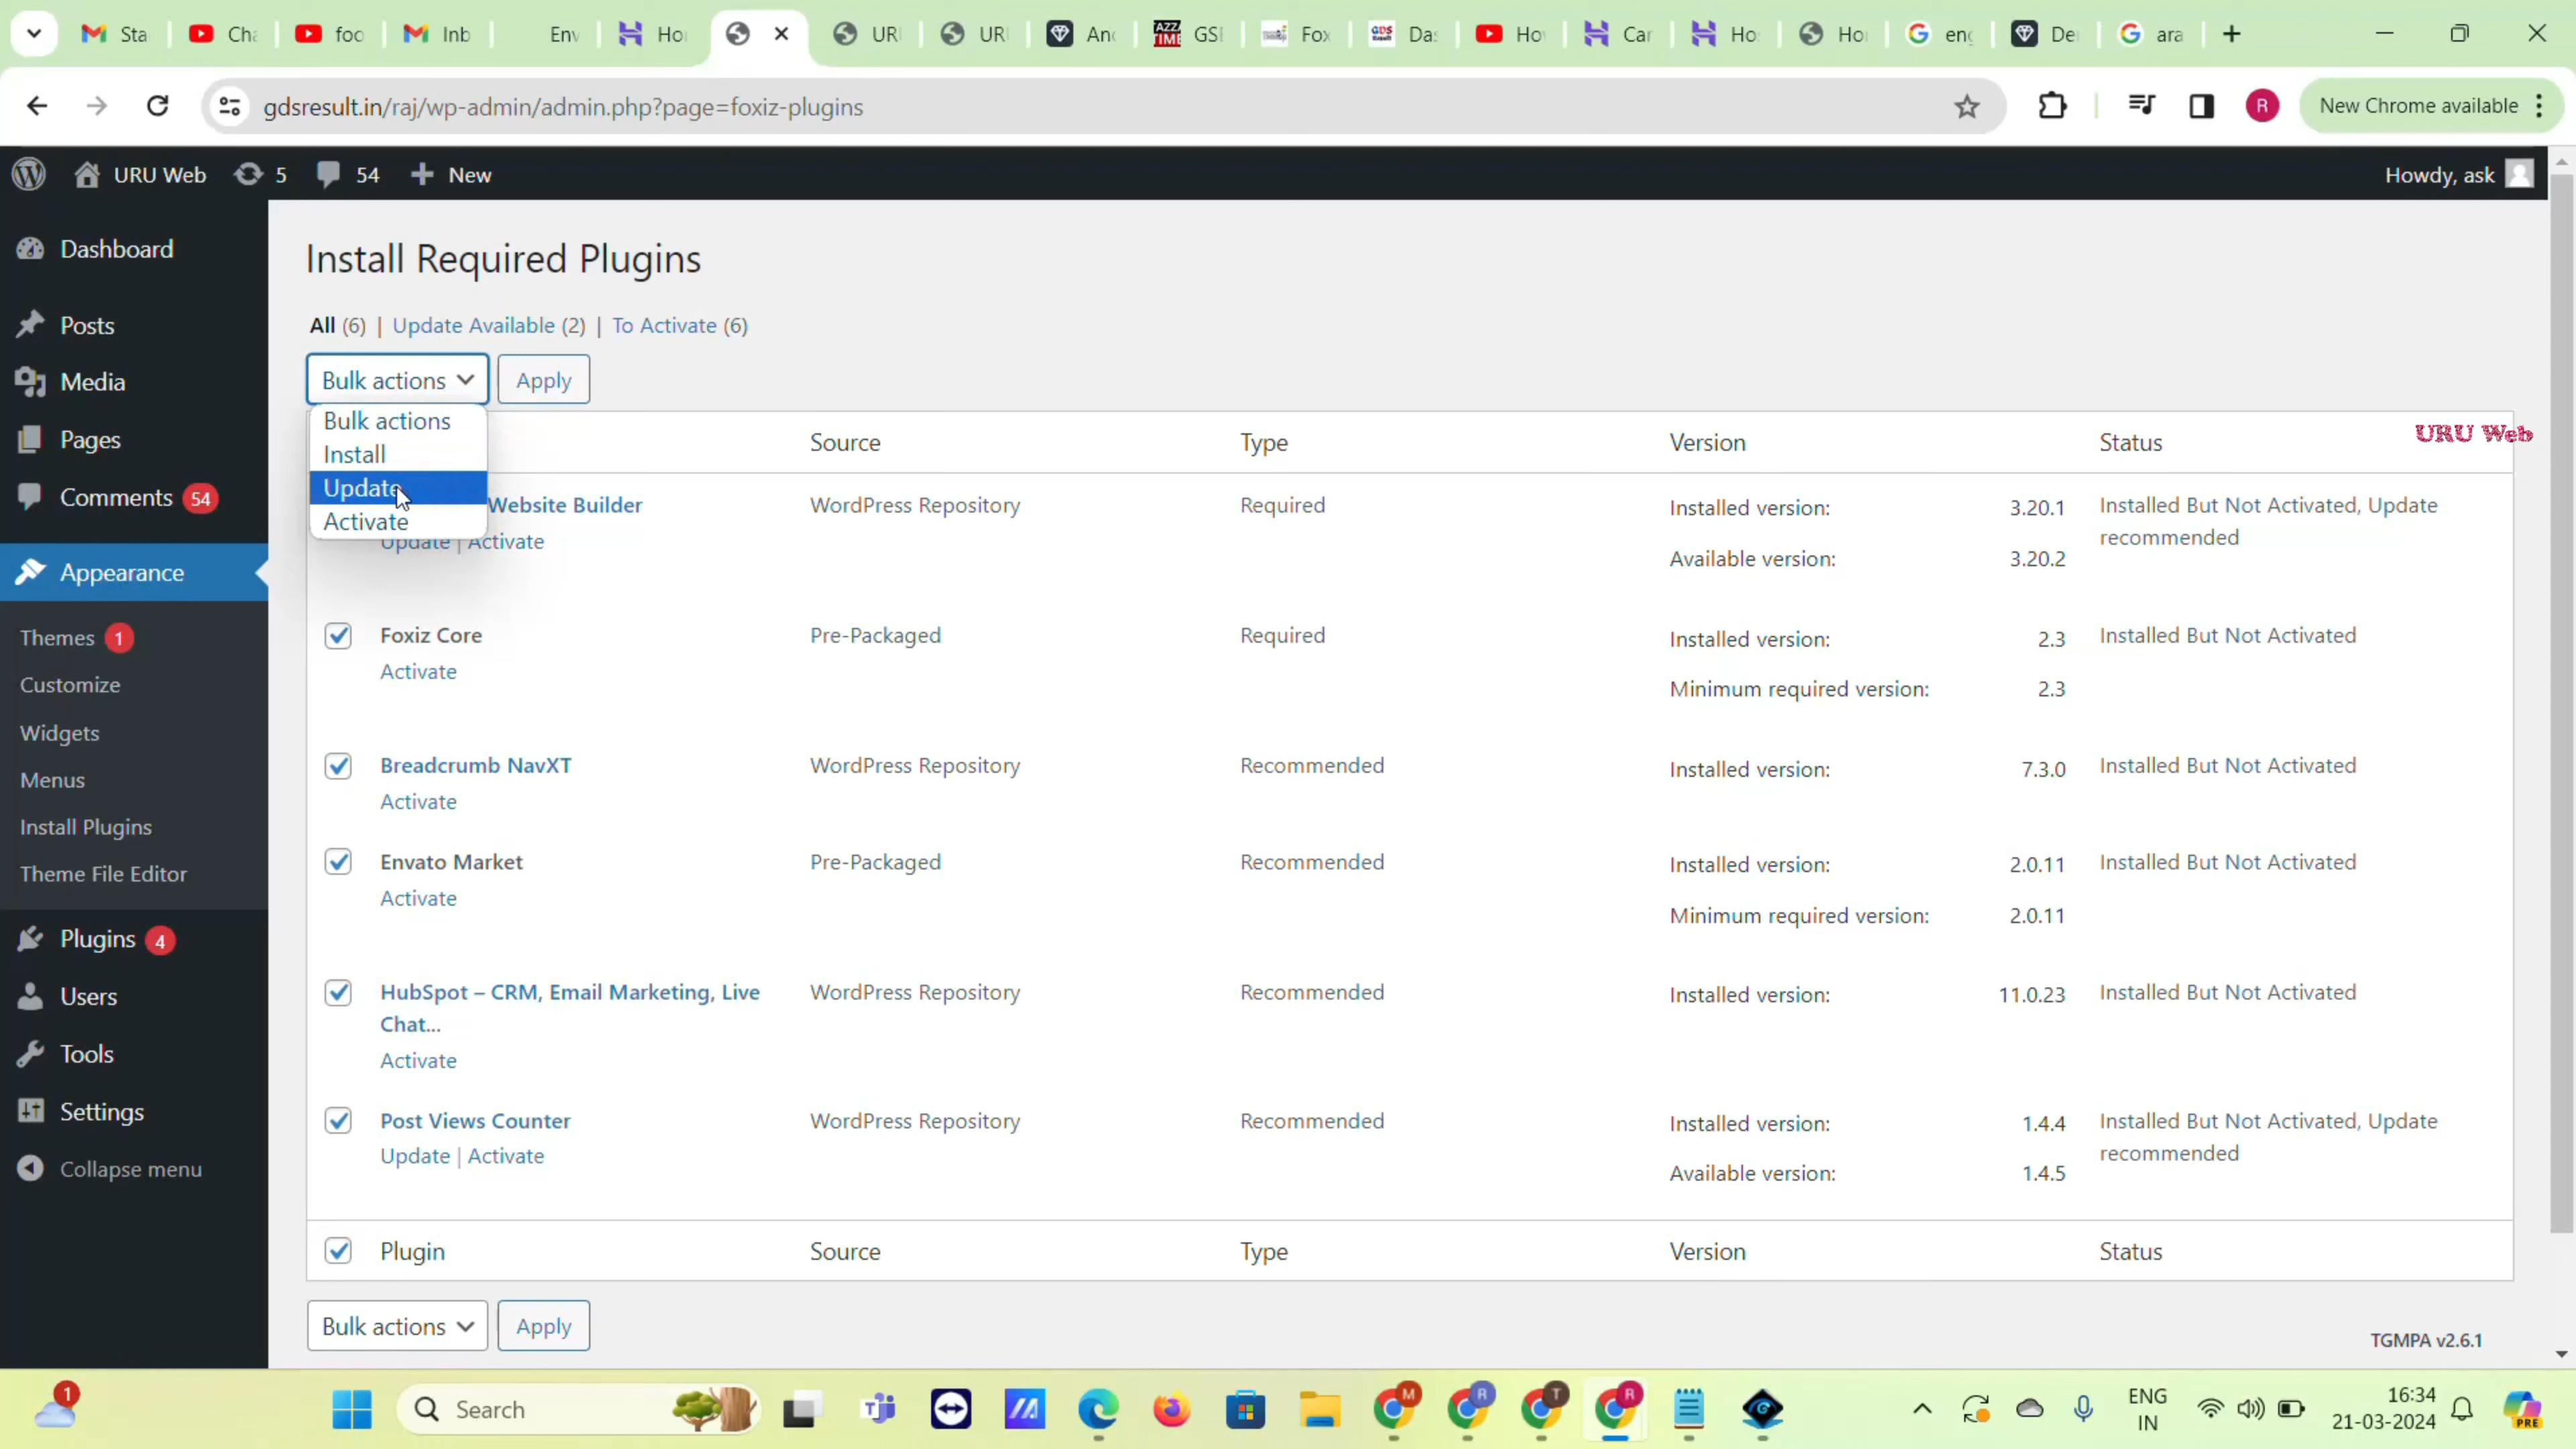 Sta
Cha
foo
Inb
Env
Ho
UR
UR
An
GSI
Fox
Da
Ho
Car
Ho
Ho
eng
De
ara
gdsresult.in/raj/wp-admin/admin.php?page=foxiz-plugins
R
New Chrome available
URU Web
5
54
New
Howdy, ask
Dashboard
Posts
Media
Pages
Comments 54
Appearance
Themes 1
Customize
Widgets
Menus
Install Plugins
Theme File Editor
Plugins 4
Users
Tools
Settings
Collapse menu
Install Required Plugins
All (6) | Update Available (2) | To Activate (6)
Bulk actions
Apply
Bulk actions
Install
Update
Activate
Source Type Version Status
URU Web
Website Builder WordPress Repository Required Installed version: 3.20.1 Installed But Not Activated, Update
recommended
Update | Activate
Available version: 3.20.2
Foxiz Core Pre-Packaged Required Installed version: 2.3 Installed But Not Activated
Activate
Minimum required version: 2.3
Breadcrumb NavXT WordPress Repository Recommended Installed version: 7.3.0 Installed But Not Activated
Activate
Envato Market Pre-Packaged Recommended Installed version: 2.0.11 Installed But Not Activated
Activate
Minimum required version: 2.0.11
HubSpot – CRM, Email Marketing, Live WordPress Repository Recommended Installed version: 11.0.23 Installed But Not Activated
Chat...
Activate
Post Views Counter WordPress Repository Recommended Installed version: 1.4.4 Installed But Not Activated, Update
recommended
Update | Activate
Available version: 1.4.5
Plugin Source Type Version Status
Bulk actions
Apply
TGMPA v2.6.1
1
Search
M
R
T
R
ENG
IN
16:34
21-03-2024
PRE